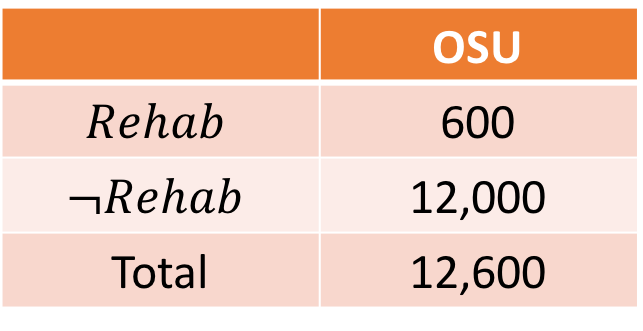 OSU
Rehab 600
¬Rehab 12,000
Total 12,600